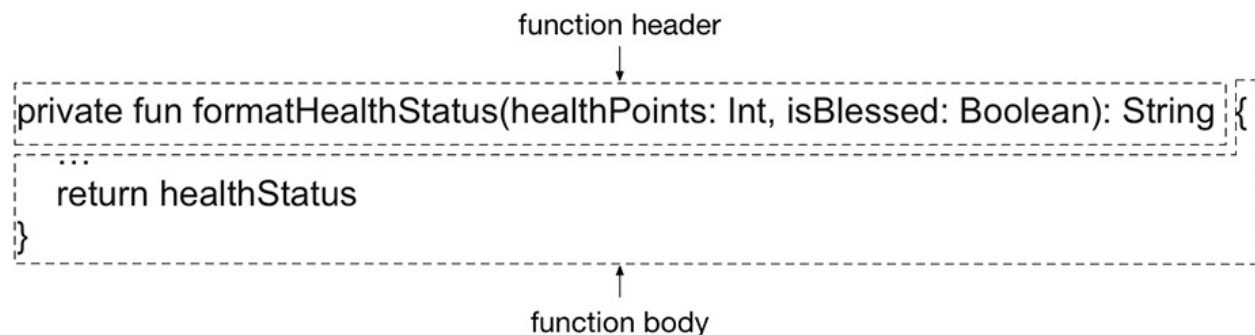 function header
private fun formatHealthStatus(healthPoints: Int, isBlessed: Boolean): String {
...
return healthStatus
}
function body